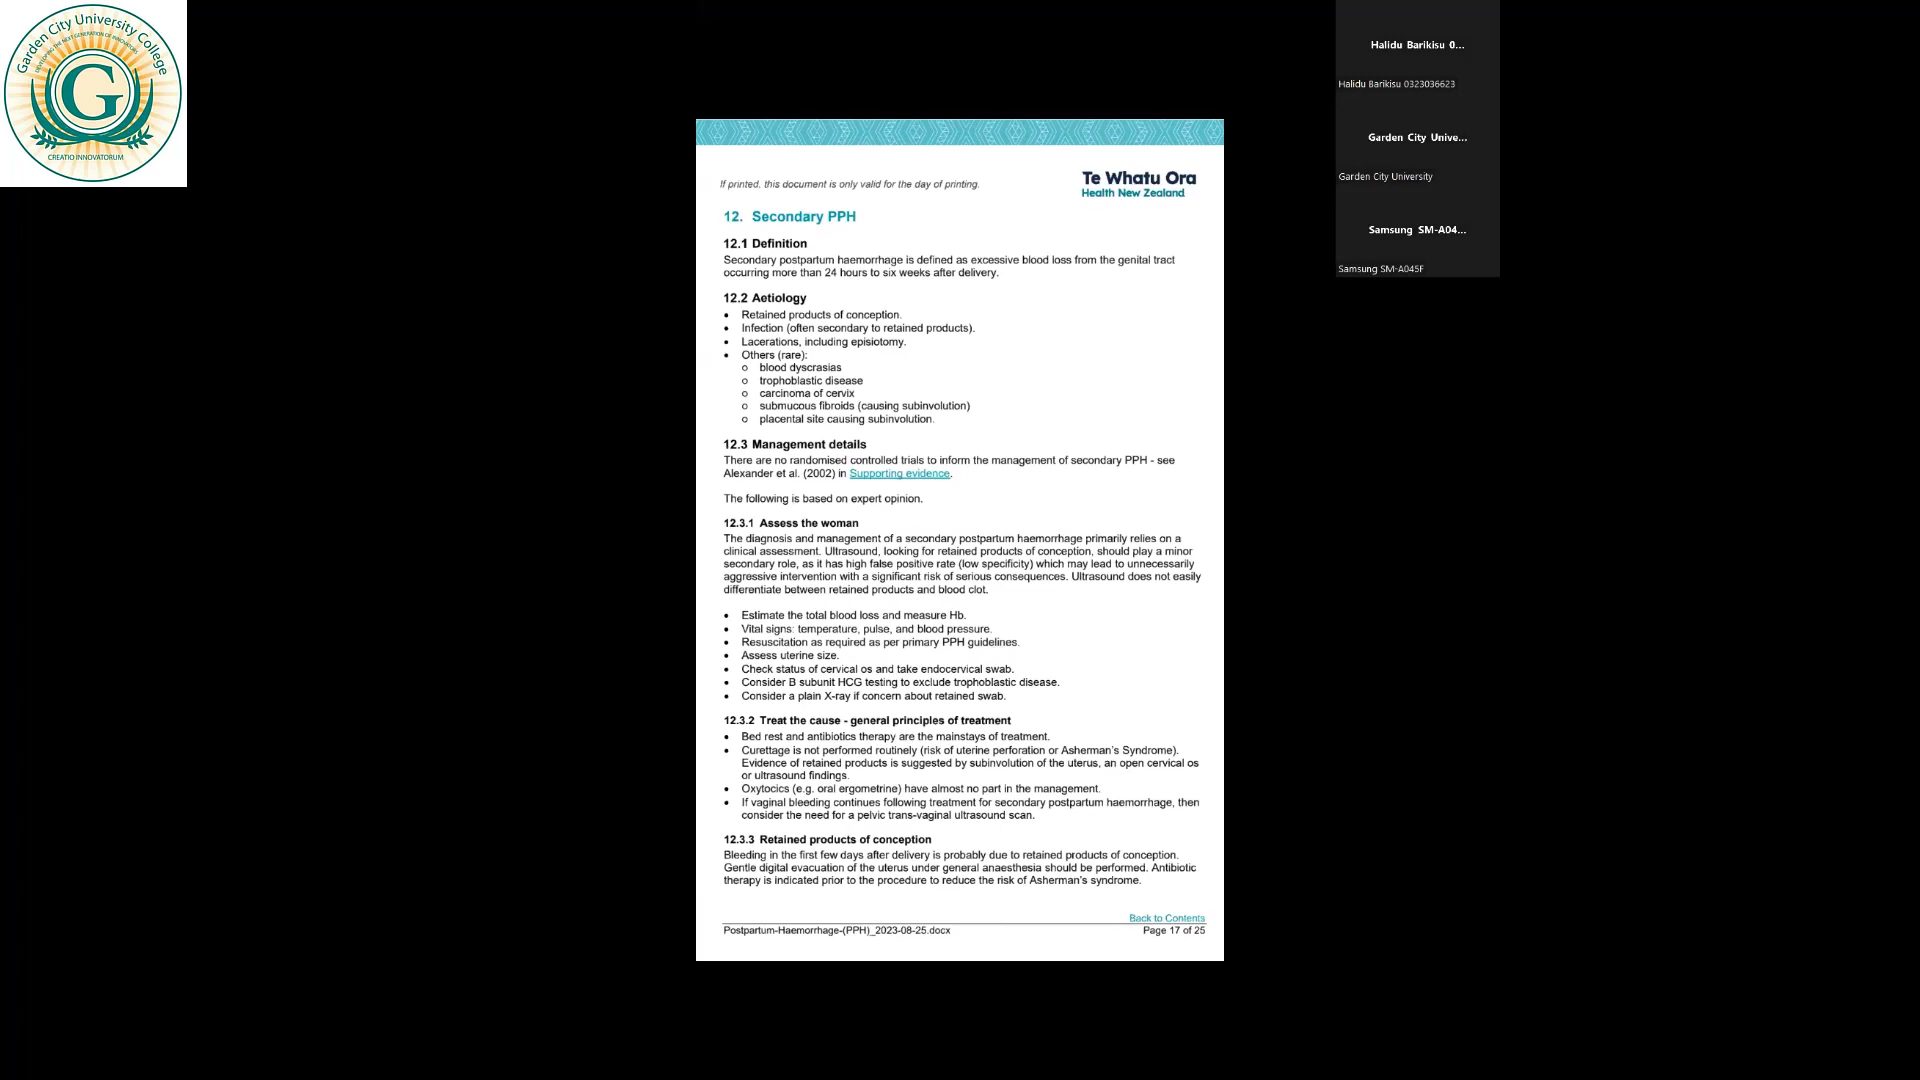 Garden City University College
DEVELOPING THE NEXT GENERATION OF INNOVATORS
G
CREATIO INNOVATORUM
Halidu Barikisu 0...
Halidu Barikisu 0323036623
Garden City Unive...
Garden City University
Samsung SM-A04...
Samsung SM-A045F
If printed, this document is only valid for the day of printing.
Te Whatu Ora
Health New Zealand
12. Secondary PPH
12.1 Definition
Secondary postpartum haemorrhage is defined as excessive blood loss from the genital tract
occurring more than 24 hours to six weeks after delivery.
12.2 Aetiology
• Retained products of conception.
• Infection (often secondary to retained products).
• Lacerations, including episiotomy.
• Others (rare):
o blood dyscrasias
o trophoblastic disease
o carcinoma of cervix
o submucous fibroids (causing subinvolution)
o placental site causing subinvolution.
12.3 Management details
There are no randomised controlled trials to inform the management of secondary PPH - see
Alexander et al. (2002) in Supporting evidence.
The following is based on expert opinion.
12.3.1 Assess the woman
The diagnosis and management of a secondary postpartum haemorrhage primarily relies on a
clinical assessment. Ultrasound, looking for retained products of conception, should play a minor
secondary role, as it has high false positive rate (low specificity) which may lead to unnecessarily
aggressive intervention with a significant risk of serious consequences. Ultrasound does not easily
differentiate between retained products and blood clot.
• Estimate the total blood loss and measure Hb.
• Vital signs: temperature, pulse, and blood pressure.
• Resuscitation as required as per primary PPH guidelines.
• Assess uterine size.
• Check status of cervical os and take endocervical swab.
• Consider B subunit HCG testing to exclude trophoblastic disease.
• Consider a plain X-ray if concern about retained swab.
12.3.2 Treat the cause - general principles of treatment
• Bed rest and antibiotics therapy are the mainstays of treatment.
• Curettage is not performed routinely (risk of uterine perforation or Asherman's Syndrome).
Evidence of retained products is suggested by subinvolution of the uterus, an open cervical os
or ultrasound findings.
• Oxytocics (e.g. oral ergometrine) have almost no part in the management.
• If vaginal bleeding continues following treatment for secondary postpartum haemorrhage, then
consider the need for a pelvic trans-vaginal ultrasound scan.
12.3.3 Retained products of conception
Bleeding in the first few days after delivery is probably due to retained products of conception.
Gentle digital evacuation of the uterus under general anaesthesia should be performed. Antibiotic
therapy is indicated prior to the procedure to reduce the risk of Asherman's syndrome.
Back to Contents
Postpartum-Haemorrhage-(PPH)_2023-08-25.docx
Page 17 of 25